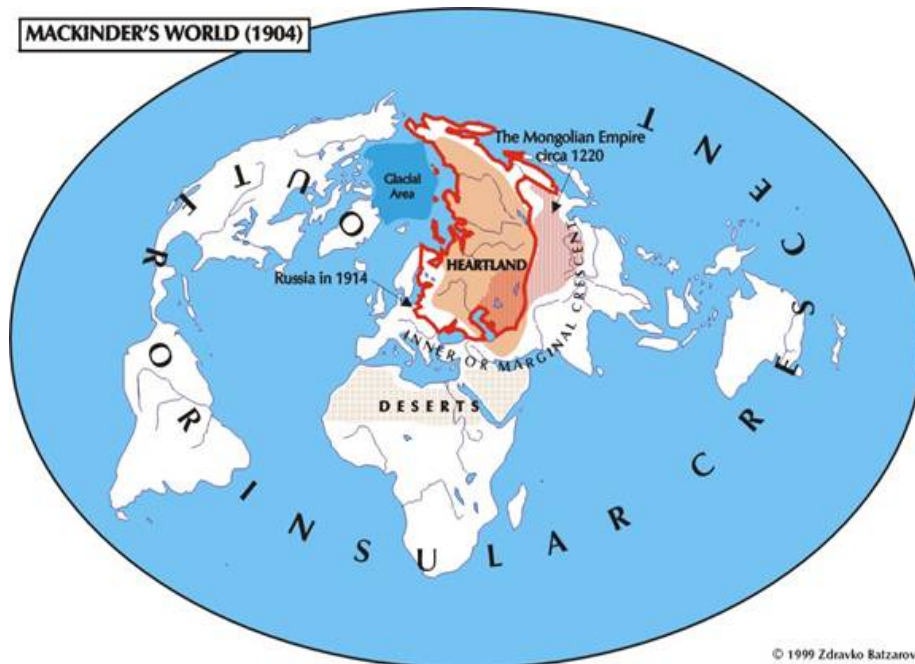 MACKINDER'S WORLD (1904)
The Mongolian Empire
circa 1220
Glacial
Area
HEARTLAND
Russia in 1914
INNER OR MARGINAL CRESCENT
DESERTS
OUTER OR INSULAR CRESCENT
© 1999 Zdravko Batzarov